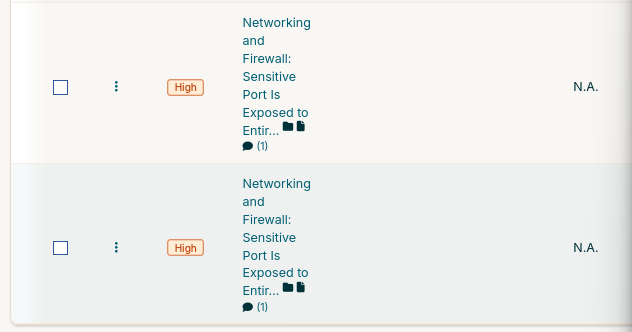 Networking
and
Firewall:
Sensitive
High
N.A.
Port Is
Exposed to
Entir...
(1)
Networking
and
Firewall:
Sensitive
High
N.A.
Port Is
Exposed to
Entir...
(1)